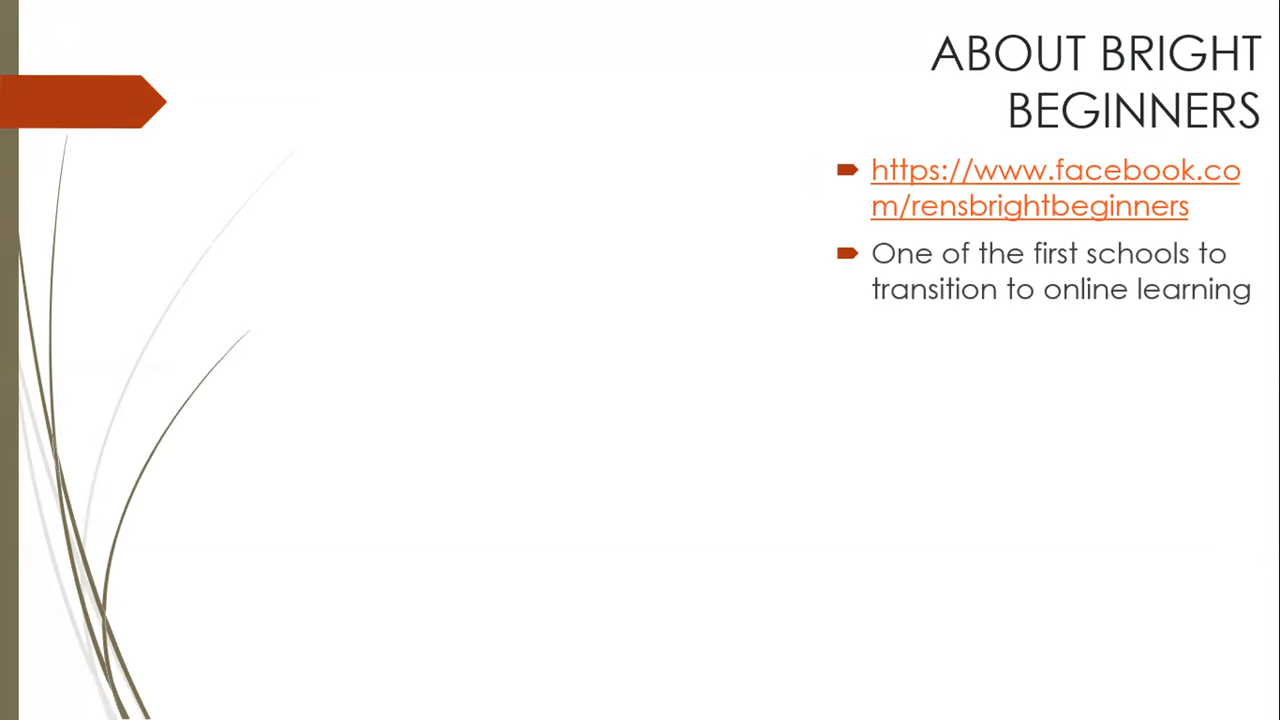 ABOUT BRIGHT
BEGINNERS
https://www.facebook.co
m/rensbrightbeginners
One of the first schools to
transition to online learning